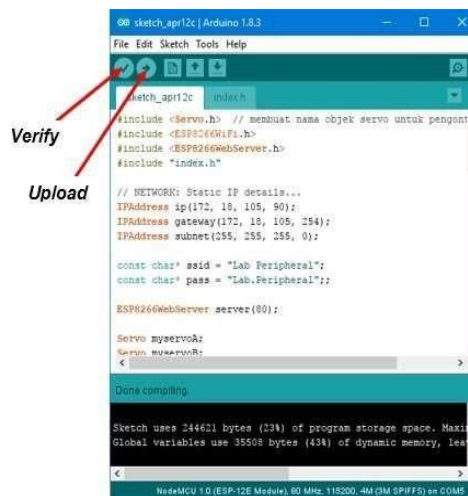 sketch_apr12c | Arduino 1.8.3
File Edit Sketch Tools Help
sketch_apr12c index.h
Verify
Upload
#include <Servo.h> // membuat nama objek servo untuk pengont
#include <ESP8266WiFi.h>
#include <ESP8266WebServer.h>
#include "index.h"
// NETWORK: Static IP details...
IPAddress ip(172, 18, 105, 90);
IPAddress gateway(172, 18, 105, 254);
IPAddress subnet(255, 255, 255, 0);
const char* ssid = "Lab Peripheral";
const char* pass = "Lab.Peripheral";;
ESP8266WebServer server(80);
Servo myservoA;
Servo myservoB;
Done compiling.
Sketch uses 244621 bytes (23%) of program storage space. Maxi
Global variables use 35508 bytes (43%) of dynamic memory, lea
NodeMCU 1.0 (ESP-12E Module), 80 MHz, 115200, 4M (3M SPIFFS) on COM5